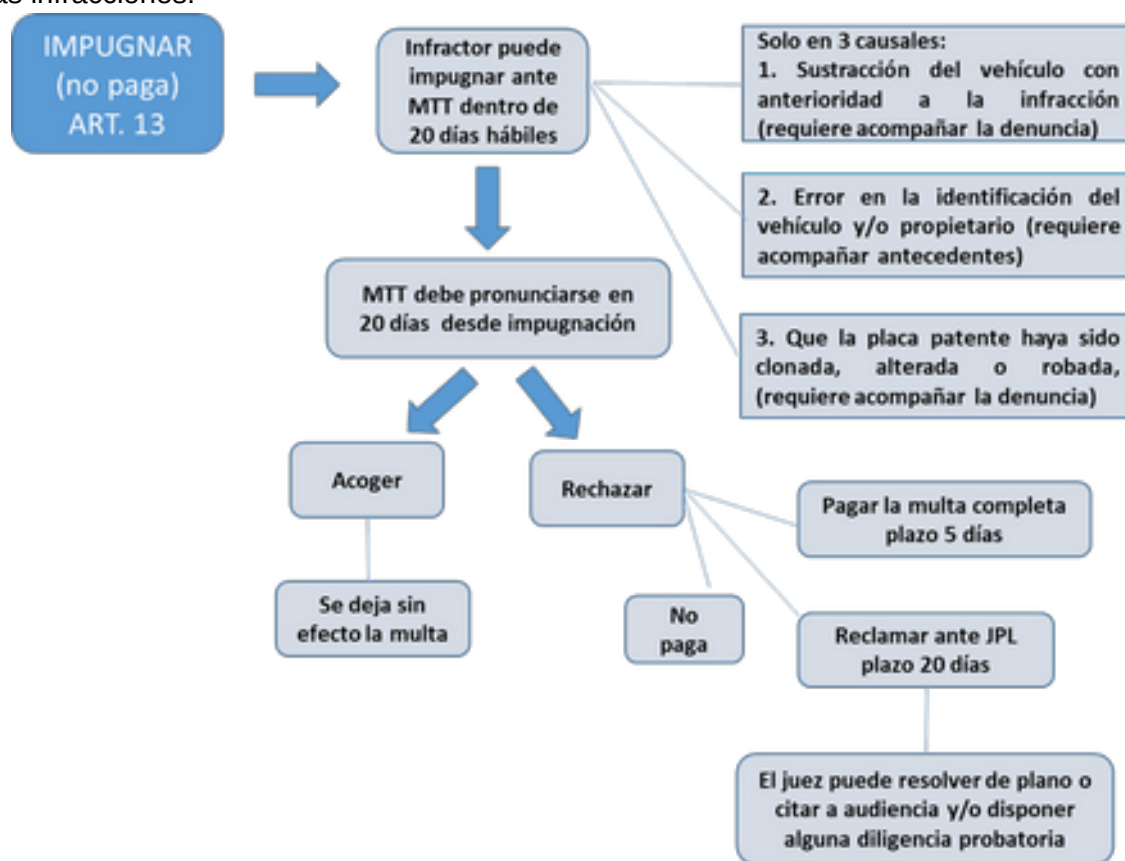 as infracciones.
IMPUGNAR
(no paga)
ART. 13
Infractor puede
impugnar ante
MTT dentro de
20 días hábiles
Solo en 3 causales:
1. Sustracción del vehículo con
anterioridad a la infracción
(requiere acompañar la denuncia)
2. Error en la identificación del
vehículo y/o propietario (requiere
acompañar antecedentes)
3. Que la placa patente haya sido
clonada, alterada o robada,
(requiere acompañar la denuncia)
MTT debe pronunciarse en
20 días desde impugnación
Acoger
Rechazar
Pagar la multa completa
plazo 5 días
Se deja sin
efecto la multa
No
paga
Reclamar ante JPL
plazo 20 días
El juez puede resolver de plano o
citar a audiencia y/o disponer
alguna diligencia probatoria